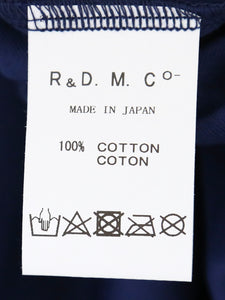 R&D. M. Co-
MADE IN JAPAN
100% COTTON
COTON